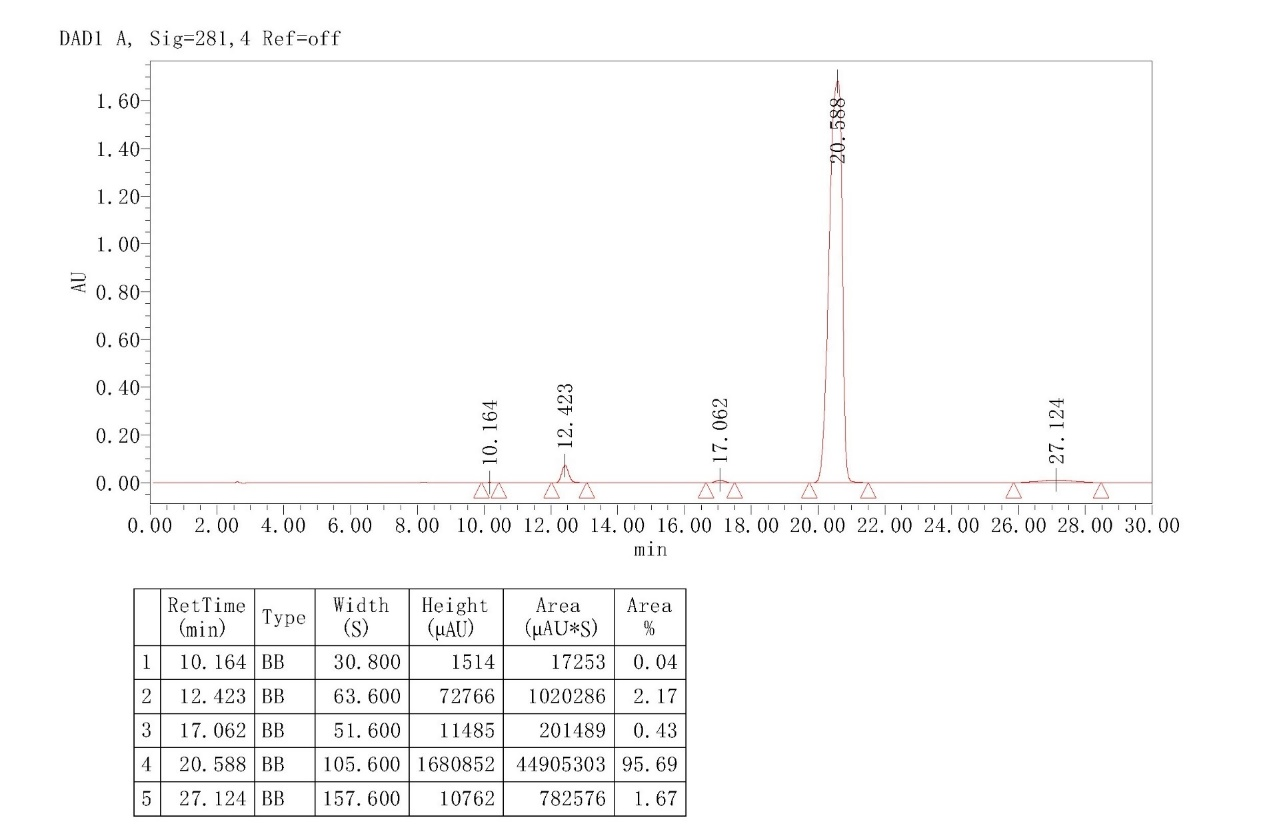 DAD1 A, Sig=281,4 Ref=off
1.60
1.40
1.20
1.00
0.80
0.60
0.40
0.20
0.00
AU
10.164
12.423
17.062
20.588
27.124
0.00 2.00 4.00 6.00 8.00 10.00 12.00 14.00 16.00 18.00 20.00 22.00 24.00 26.00 28.00 30.00
min
RetTime (min) Type Width (S) Height (µAU) Area (µAU*S) Area %
1 10.164 BB 30.800 1514 17253 0.04
2 12.423 BB 63.600 72766 1020286 2.17
3 17.062 BB 51.600 11485 201489 0.43
4 20.588 BB 105.600 1680852 44905303 95.69
5 27.124 BB 157.600 10762 782576 1.67